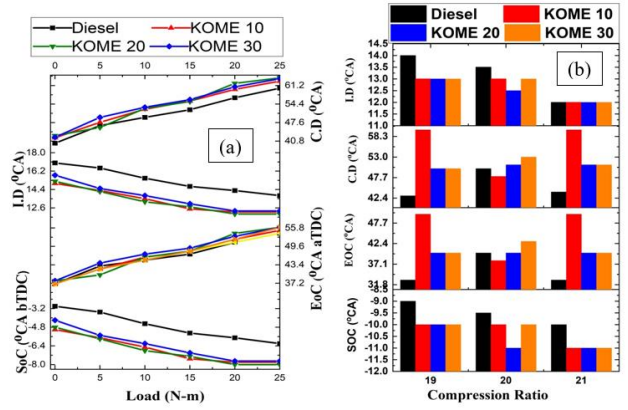 Diesel KOME 10
KOME 20 KOME 30
(a)
C.D (⁰CA)
61.2
54.4
47.6
40.8
I.D (⁰CA)
18.0
16.2
14.4
12.6
EoC (⁰CA aTDC)
55.8
49.6
43.4
37.2
SoC (⁰CA bTDC)
-3.2
-4.8
-6.4
-8.0
0 5 10 15 20 25
Load (N-m)
Diesel KOME 10
KOME 20 KOME 30
(b)
I.D (⁰CA)
14.5
14.0
13.5
13.0
12.5
12.0
11.5
11.0
C.D (⁰CA)
58.3
53.0
47.7
42.4
EOC (⁰CA)
47.7
42.4
37.1
31.8
SOC (⁰CA)
-8.5
-9.0
-9.5
-10.0
-10.5
-11.0
-11.5
-12.0
19 20 21
Compression Ratio